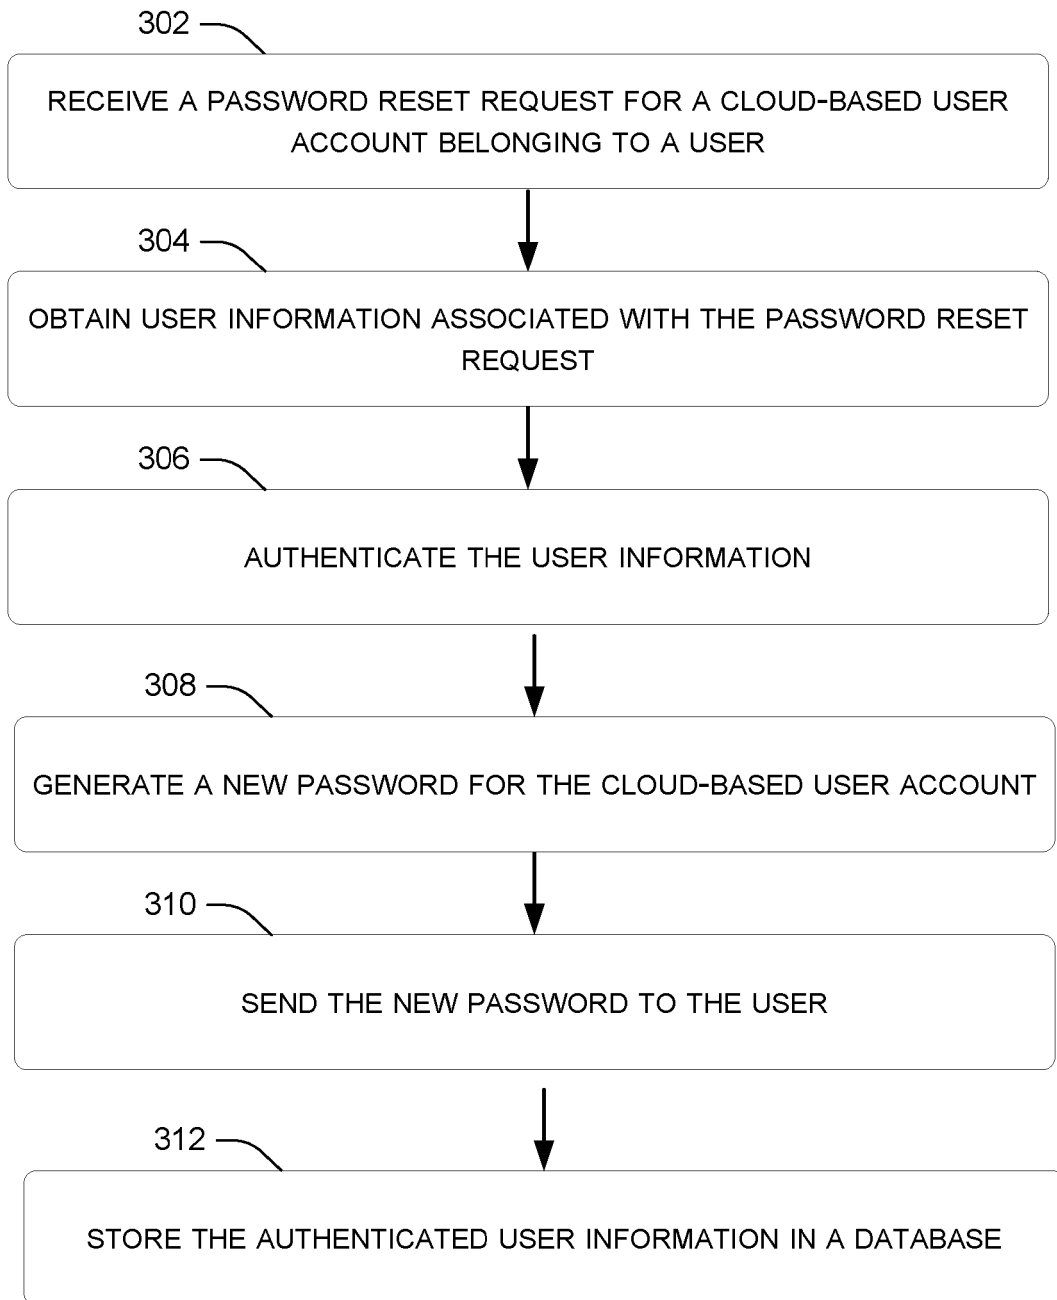 302
RECEIVE A PASSWORD RESET REQUEST FOR A CLOUD-BASED USER
ACCOUNT BELONGING TO A USER
304
OBTAIN USER INFORMATION ASSOCIATED WITH THE PASSWORD RESET
REQUEST
306
AUTHENTICATE THE USER INFORMATION
308
GENERATE A NEW PASSWORD FOR THE CLOUD-BASED USER ACCOUNT
310
SEND THE NEW PASSWORD TO THE USER
312
STORE THE AUTHENTICATED USER INFORMATION IN A DATABASE